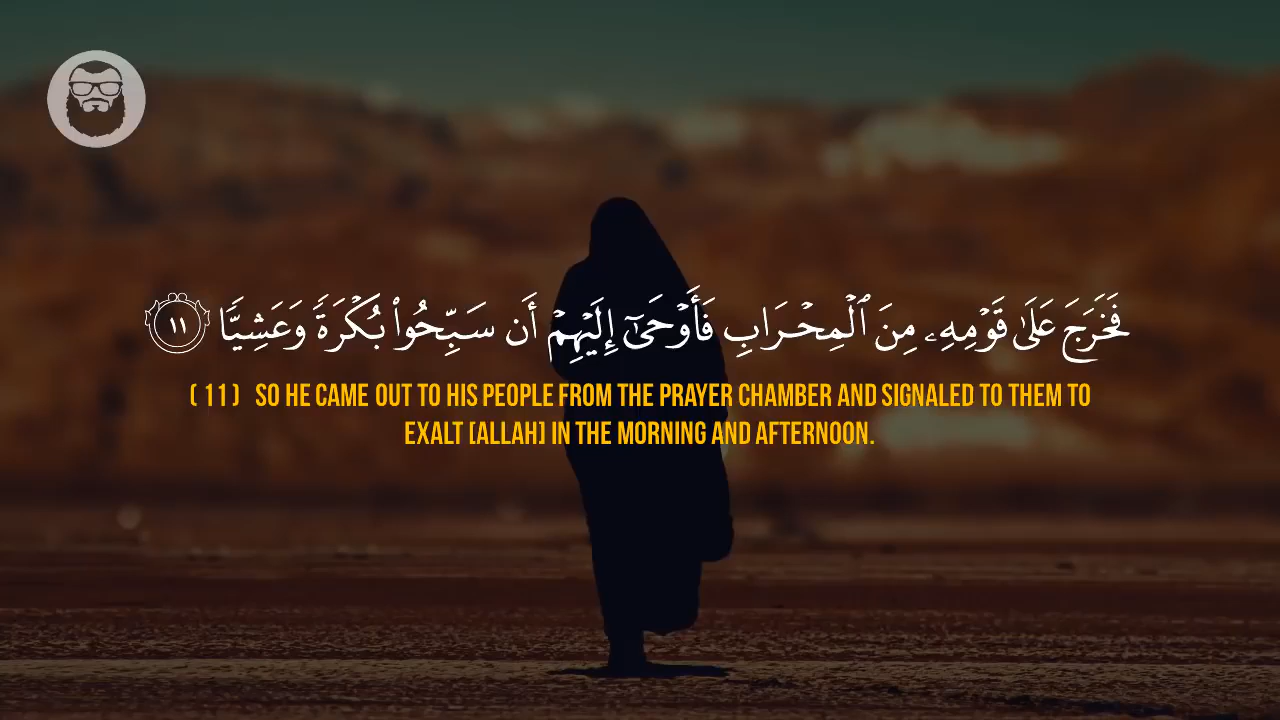 فَخَرَجَ عَلَىٰ قَوْمِهِۦ مِنَ ٱلْمِحْرَابِ فَأَوْحَىٰٓ إِلَيْهِمْ أَن سَبِّحُوا۟ بُكْرَةً وَعَشِيًّا ١١
( 11 ) SO HE CAME OUT TO HIS PEOPLE FROM THE PRAYER CHAMBER AND SIGNALED TO THEM TO
EXALT [ALLAH] IN THE MORNING AND AFTERNOON.